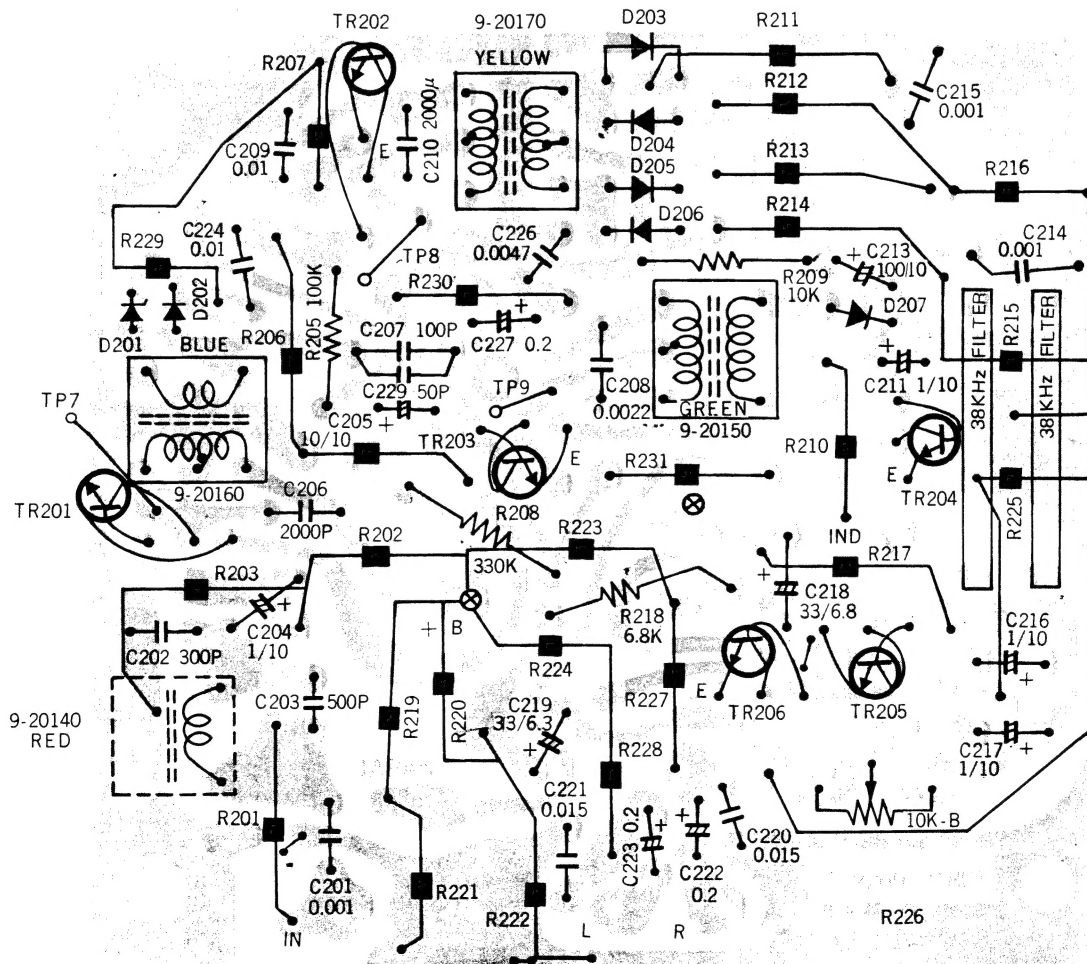 TR202
9-20170
D203
R211
R207
YELLOW
R212
C215
0.001
C209
0.01
E
C210 2000μ
D204
D205
R213
R216
D206
R214
C224
0.01
C226
0.0047
R229
TP8
C213
100/10
C214
0.001
R230
R209
10K
D202
R205 100K
C207 100P
C227 0.2
D207
R206
D201
BLUE
C229 50P
C208
0.0022
GREEN
C211 1/10
38KHz FILTER
R215
38KHz FILTER
TP7
TP9
C205
10/10
TR203
9-20150
E
R231
R210
E
9-20160
TR204
TR201
C206
2000P
R208
R225
R202
330K
R223
IND
R217
R203
C218
33/6.8
C204
1/10
B
R218
6.8K
C216
1/10
C202 300P
R224
C203 500P
R227
E
9-20140
RED
R219
R220
C219
33/6.3
TR206
TR205
R228
C217
1/10
C221
0.015
R201
10K-B
C223 0.2
C220
0.015
C201
0.001
R221
C222
0.2
R222
R226
IN
L
R